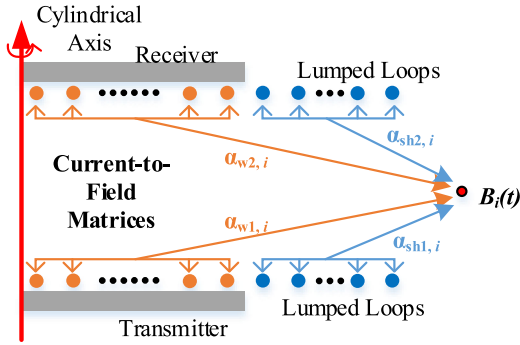 Cylindrical
Axis
Receiver
Lumped Loops
αsh2, i
αw2, i
Current-to-
Field
Matrices
Bi(t)
αw1, i
αsh1, i
Lumped Loops
Transmitter